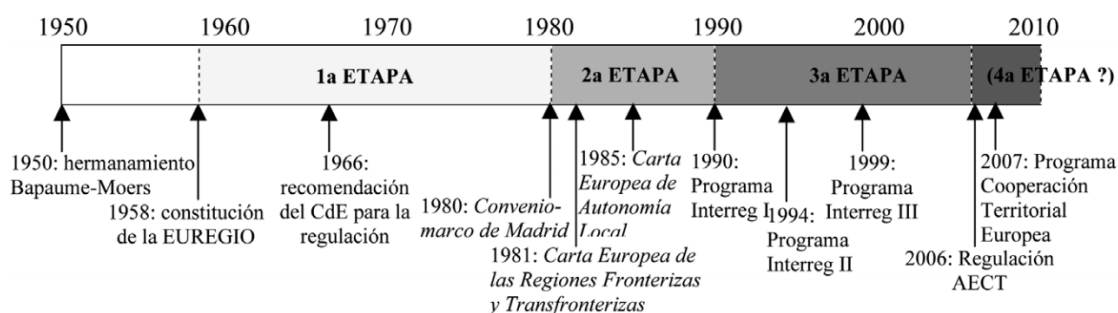 1950 1960 1970 1980 1990 2000 2010
1a ETAPA 2a ETAPA 3a ETAPA (4a ETAPA ?)
1950: hermanamiento
Bapaume-Moers
1958: constitución
de la EUREGIO
1966:
recomendación
del CdE para la
regulación
1980: Convenio-
marco de Madrid
1981: Carta Europea de
las Regiones Fronterizas
y Transfronterizas
1985: Carta
Europea de
Autonomía
Local
1990:
Programa
Interreg I
1994:
Programa
Interreg II
1999:
Programa
Interreg III
2006: Regulación
AECT
2007: Programa
Cooperación
Territorial
Europea